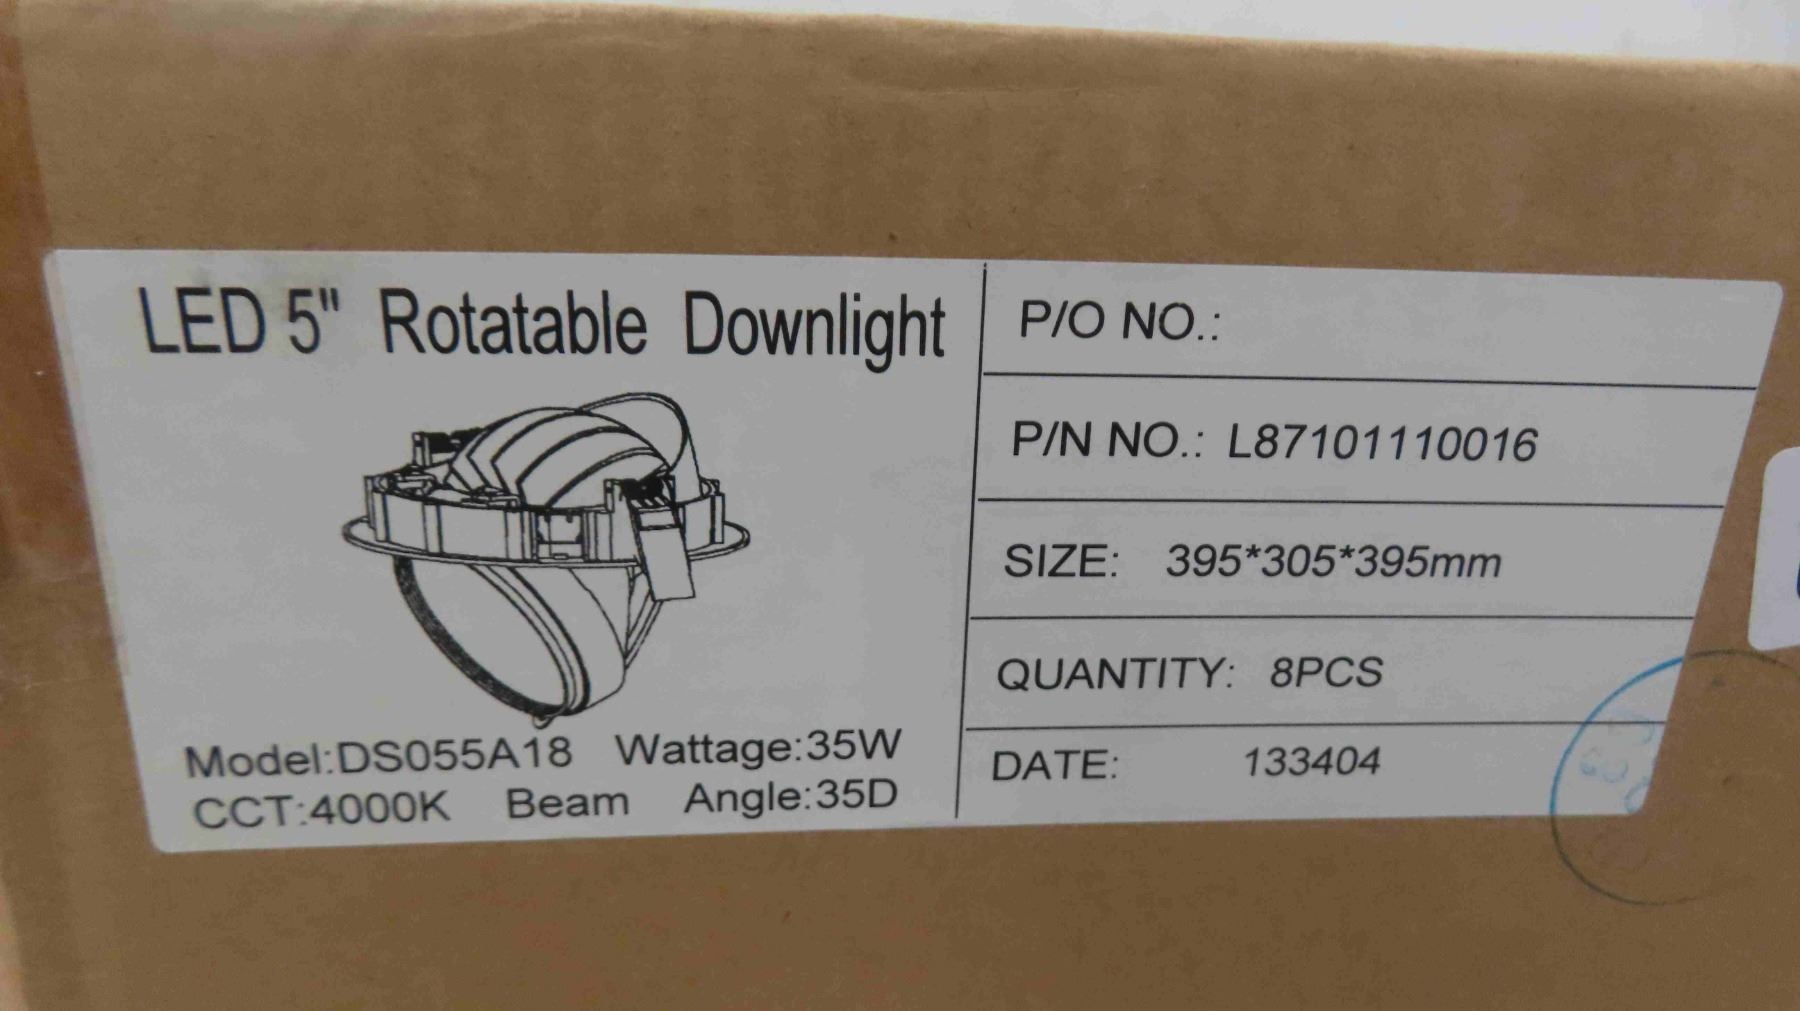 LED 5" Rotatable Downlight
Model:DS055A18 Wattage:35W
CCT:4000K Beam Angle:35D
P/O NO.:
P/N NO.: L87101110016
SIZE: 395*305*395mm
QUANTITY: 8PCS
DATE: 133404